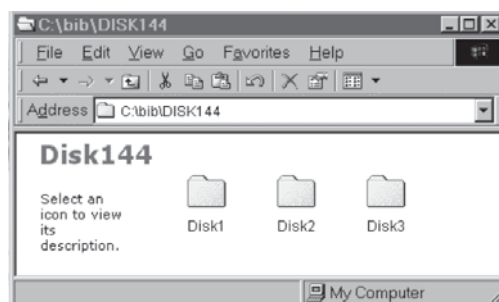 C:\bib\DISK144
File Edit View Go Favorites Help
Address C:\bib\DISK144
Disk144
Select an
icon to view
its
description.
Disk1 Disk2 Disk3
My Computer